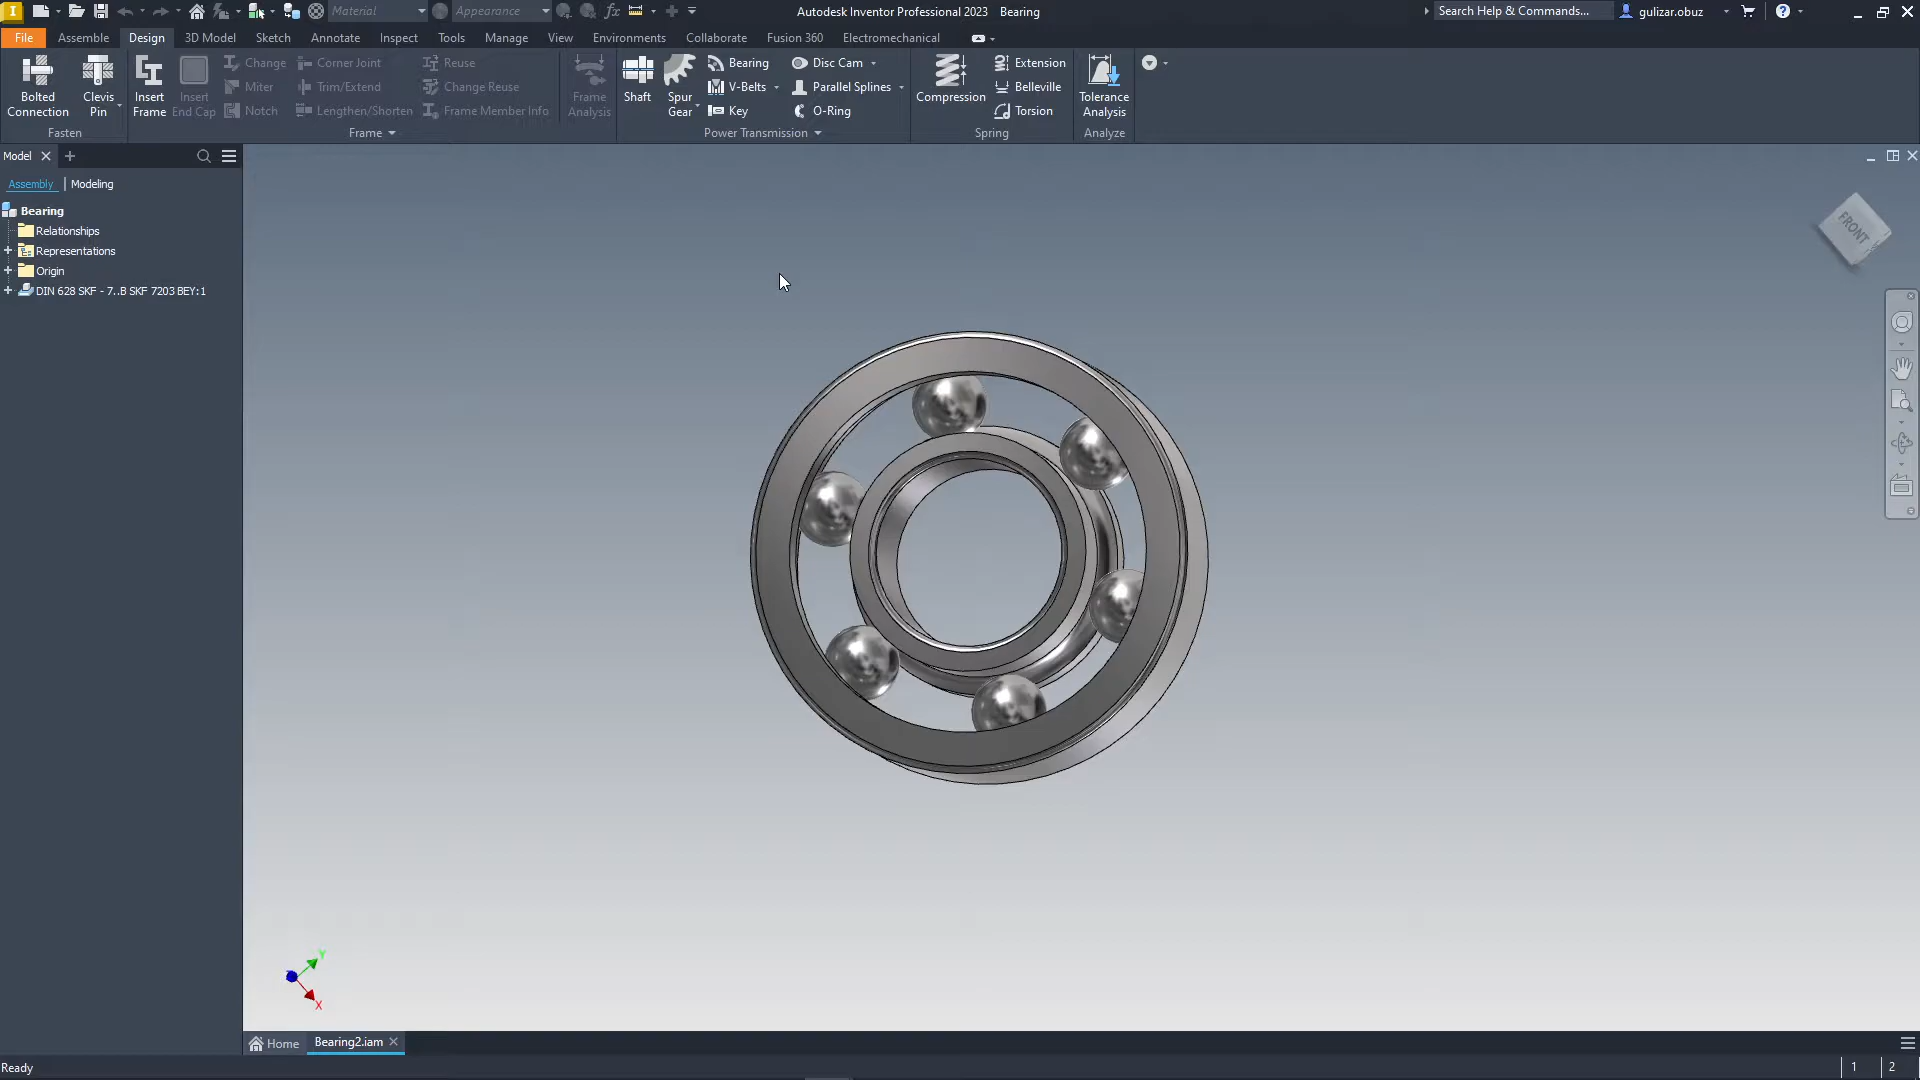 Material
Appearance
fx
Autodesk Inventor Professional 2023 Bearing
Search Help & Commands...
gulizar.obuz
File Assemble Design 3D Model Sketch Annotate Inspect Tools Manage View Environments Collaborate Fusion 360 Electromechanical
Bolted Connection
Clevis Pin
Fasten
Insert Frame
Insert End Cap
Change
Miter
Notch
Corner Joint
Trim/Extend
Lengthen/Shorten
Reuse
Change Reuse
Frame Member Info
Frame
Frame Analysis
Shaft
Spur Gear
Bearing
V-Belts
Key
Disc Cam
Parallel Splines
O-Ring
Power Transmission
Compression
Extension
Belleville
Torsion
Spring
Tolerance Analysis
Analyze
Model
Assembly | Modeling
Bearing
Relationships
Representations
Origin
DIN 628 SKF - 7..B SKF 7203 BEY:1
FRONT
Y
X
Home
Bearing2.iam
Ready
1 2